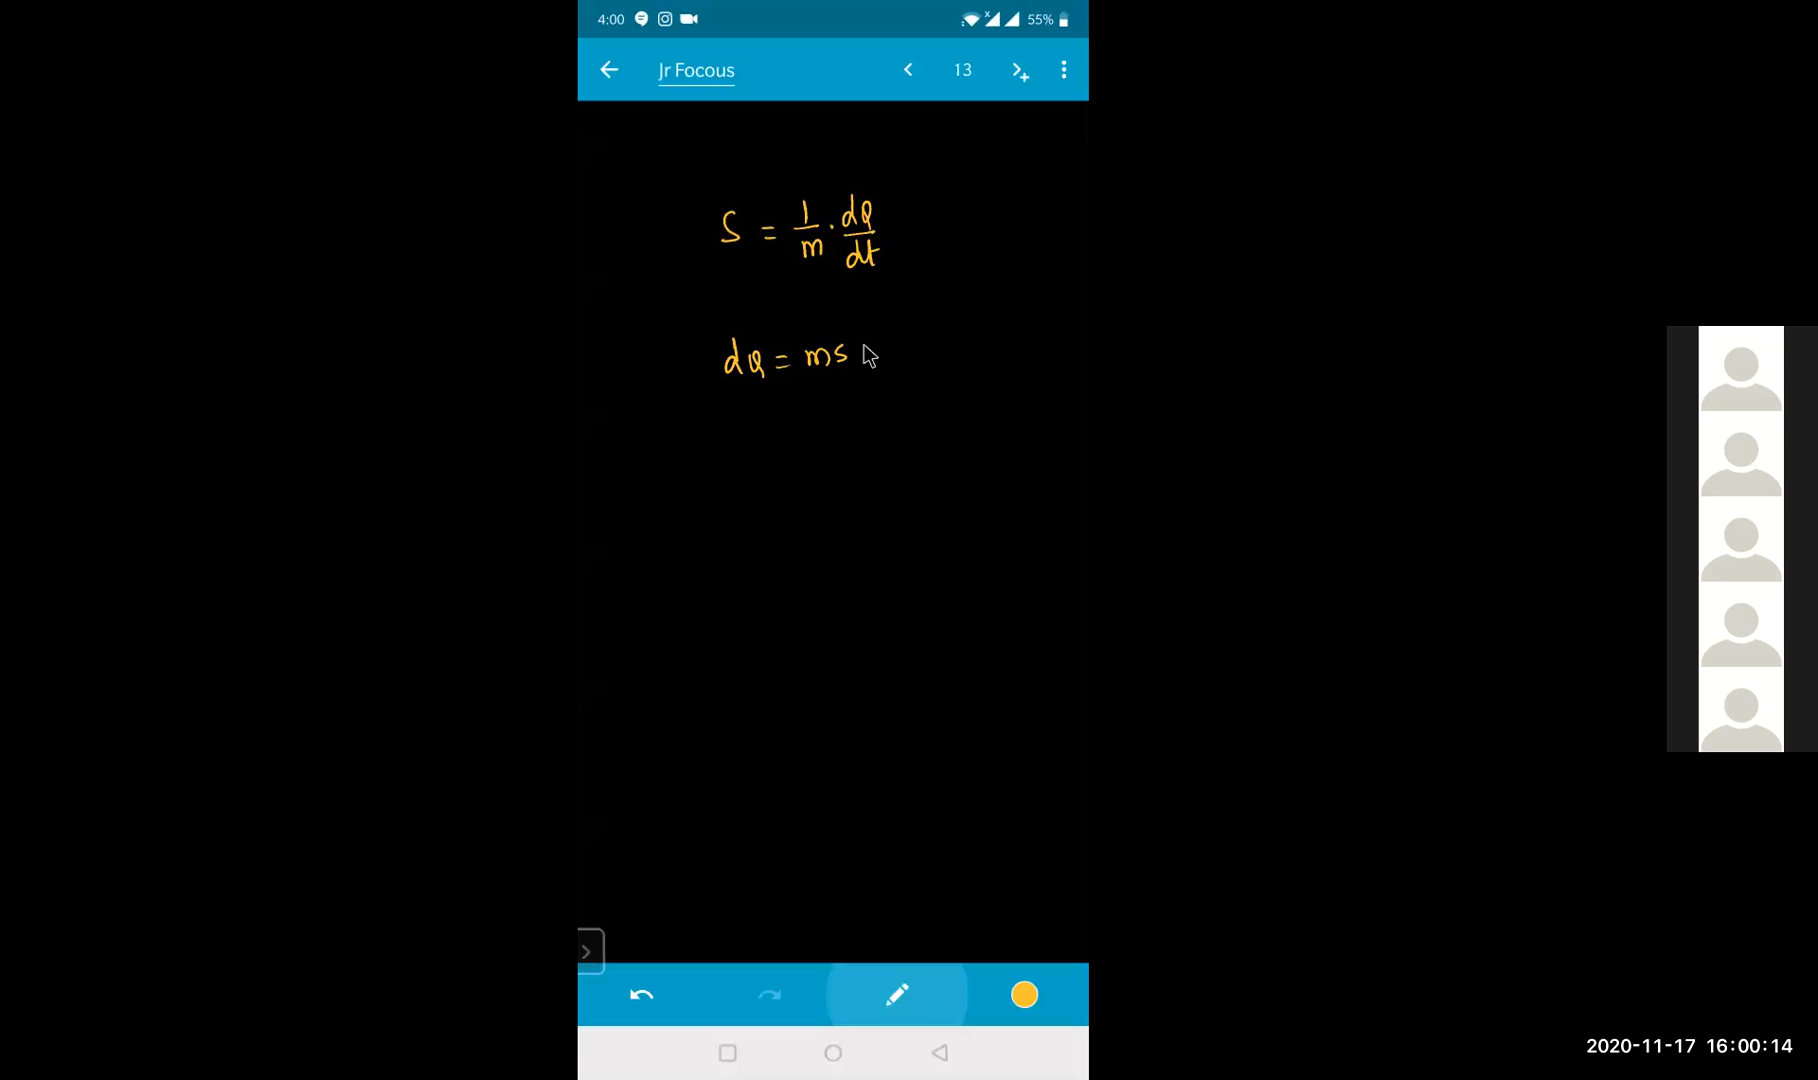 4:00 55%
Jr Focous 13
S = 1/m . dQ/dt
dQ = ms
2020-11-17 16:00:14